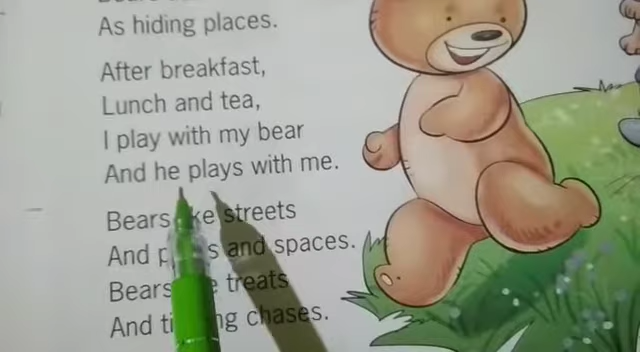 As hiding places.
After breakfast,
Lunch and tea,
I play with my bear
And he plays with me.
Bears streets
And and spaces.
Bears treats
And chases.